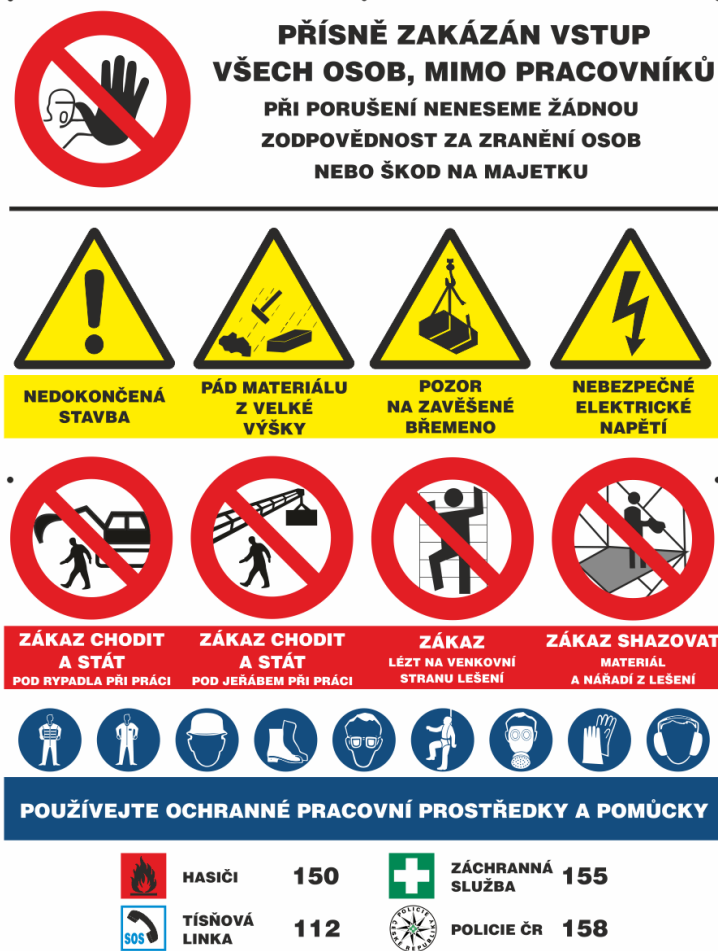 PŘÍSNĚ ZAKÁZÁN VSTUP
VŠECH OSOB, MIMO PRACOVNÍKŮ
PŘI PORUŠENÍ NENESEME ŽÁDNOU
ZODPOVĚDNOST ZA ZRANĚNÍ OSOB
NEBO ŠKOD NA MAJETKU
NEDOKONČENÁ
STAVBA
PÁD MATERIÁLU
Z VELKÉ
VÝŠKY
POZOR
NA ZAVĚŠENÉ
BŘEMENO
NEBEZPEČNÉ
ELEKTRICKÉ
NAPĚTÍ
ZÁKAZ CHODIT
A STÁT
POD RYPADLA PŘI PRÁCI
ZÁKAZ CHODIT
A STÁT
POD JEŘÁBEM PŘI PRÁCI
ZÁKAZ
LÉZT NA VENKOVNÍ
STRANU LEŠENÍ
ZÁKAZ SHAZOVAT
MATERIÁL
A NÁŘADÍ Z LEŠENÍ
POUŽÍVEJTE OCHRANNÉ PRACOVNÍ PROSTŘEDKY A POMŮCKY
HASIČI 150
ZÁCHRANNÁ
SLUŽBA 155
SOS
TÍSŇOVÁ
LINKA 112
POLICIE
ČESKÉ REPUBLIKY
POLICIE ČR 158